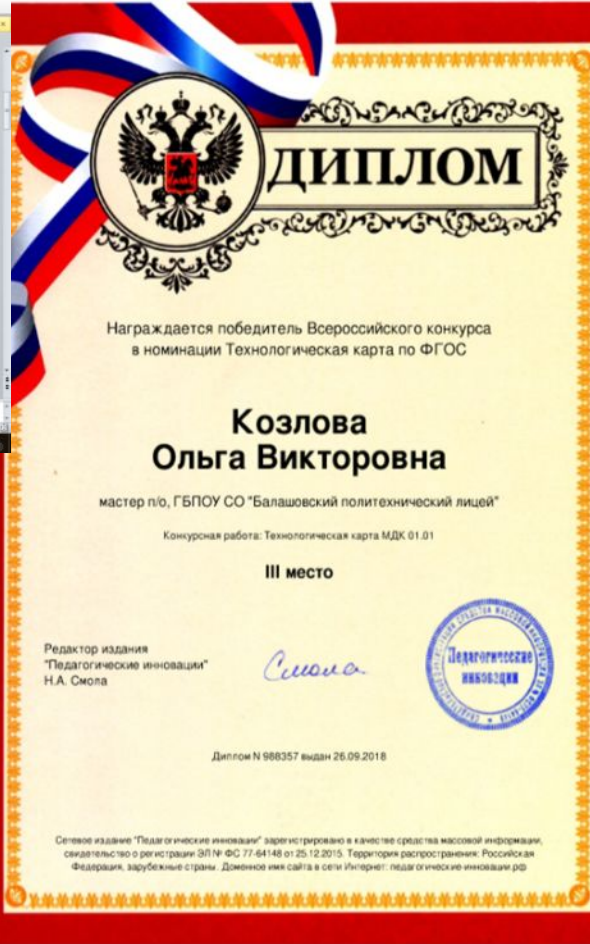 ДИПЛОМ
Награждается победитель Всероссийского конкурса
в номинации Технологическая карта по ФГОС
Козлова
Ольга Викторовна
мастер п/о, ГБПОУ СО "Балашовский политехнический лицей"
Конкурсная работа: Технологическая карта МДК 01.01
III место
Редактор издания
"Педагогические инновации"
Н.А. Смола
Смола
Педагогические
инновации
Диплом N 988357 выдан 26.09.2018
Сетевое издание "Педагогические инновации" зарегистрировано в качестве средства массовой информации,
свидетельство о регистрации ЭЛ № ФС 77-64148 от 25.12.2015. Территория распространения: Российская
Федерация, зарубежные страны. Доменное имя сайта в сети Интернет: педагогические инновации.рф